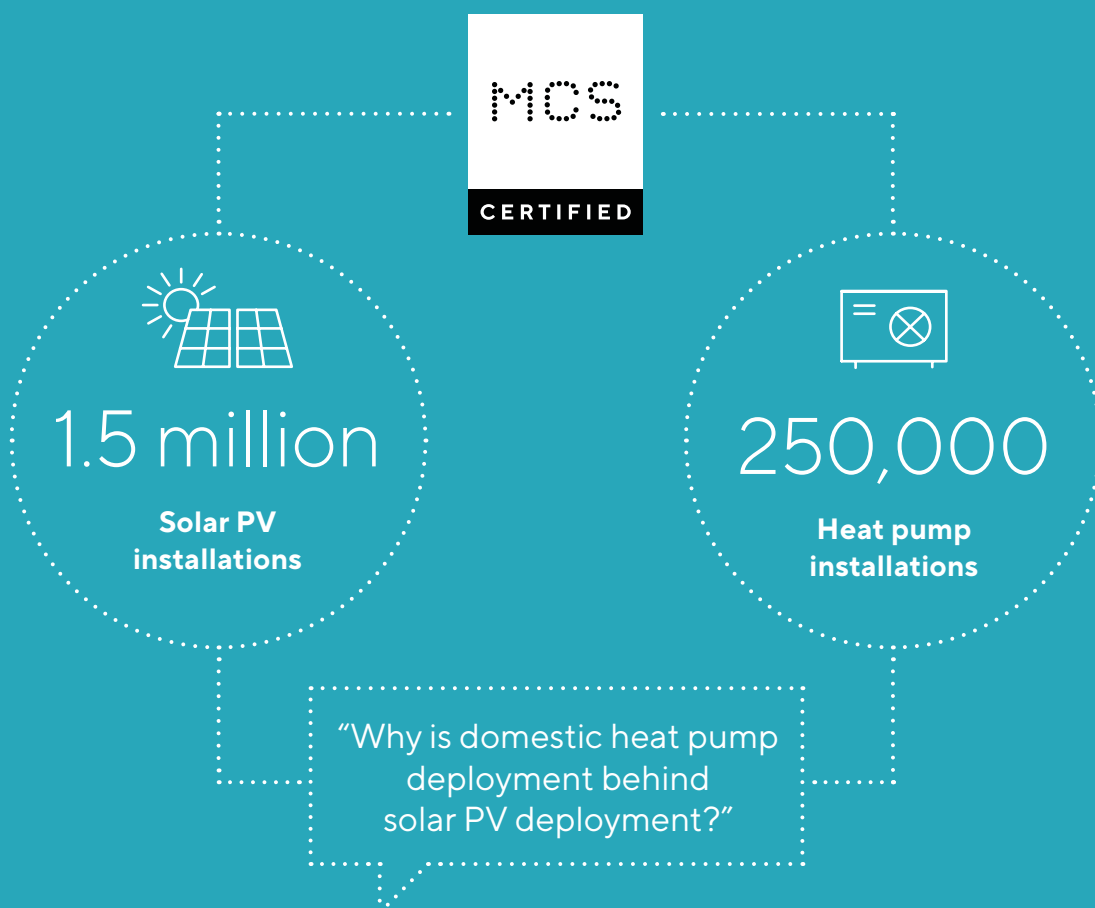 MCS
CERTIFIED
1.5 million
Solar PV
installations
250,000
Heat pump
installations
“Why is domestic heat pump
deployment behind
solar PV deployment?”